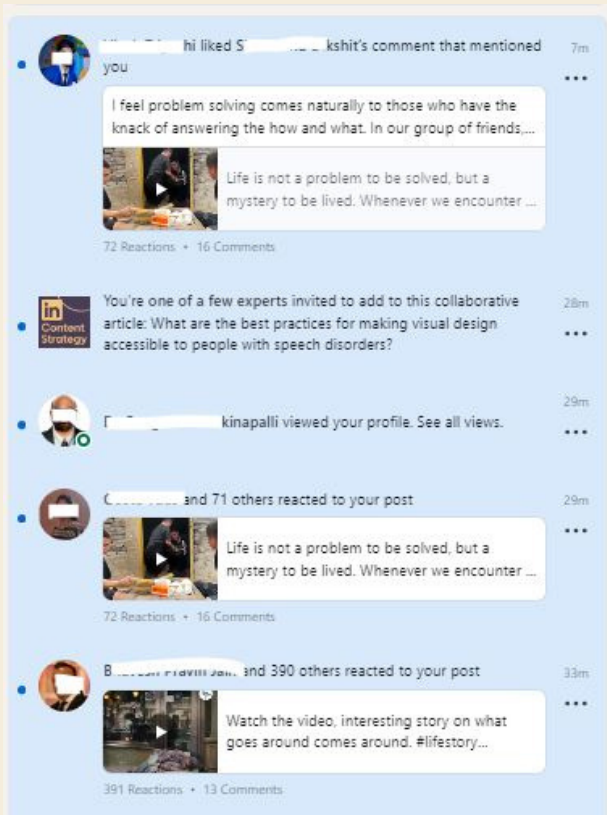 hi liked S kshit's comment that mentioned
7m
you
I feel problem solving comes naturally to those who have the
knack of answering the how and what. In our group of friends,...
Life is not a problem to be solved, but a
mystery to be lived. Whenever we encounter ...
72 Reactions • 16 Comments
in
Content
Strategy
You're one of a few experts invited to add to this collaborative
article: What are the best practices for making visual design
accessible to people with speech disorders?
28m
kinapalli viewed your profile. See all views.
29m
and 71 others reacted to your post
29m
Life is not a problem to be solved, but a
mystery to be lived. Whenever we encounter ...
72 Reactions • 16 Comments
B and 390 others reacted to your post
33m
Watch the video, interesting story on what
goes around comes around. #lifestory...
391 Reactions • 13 Comments